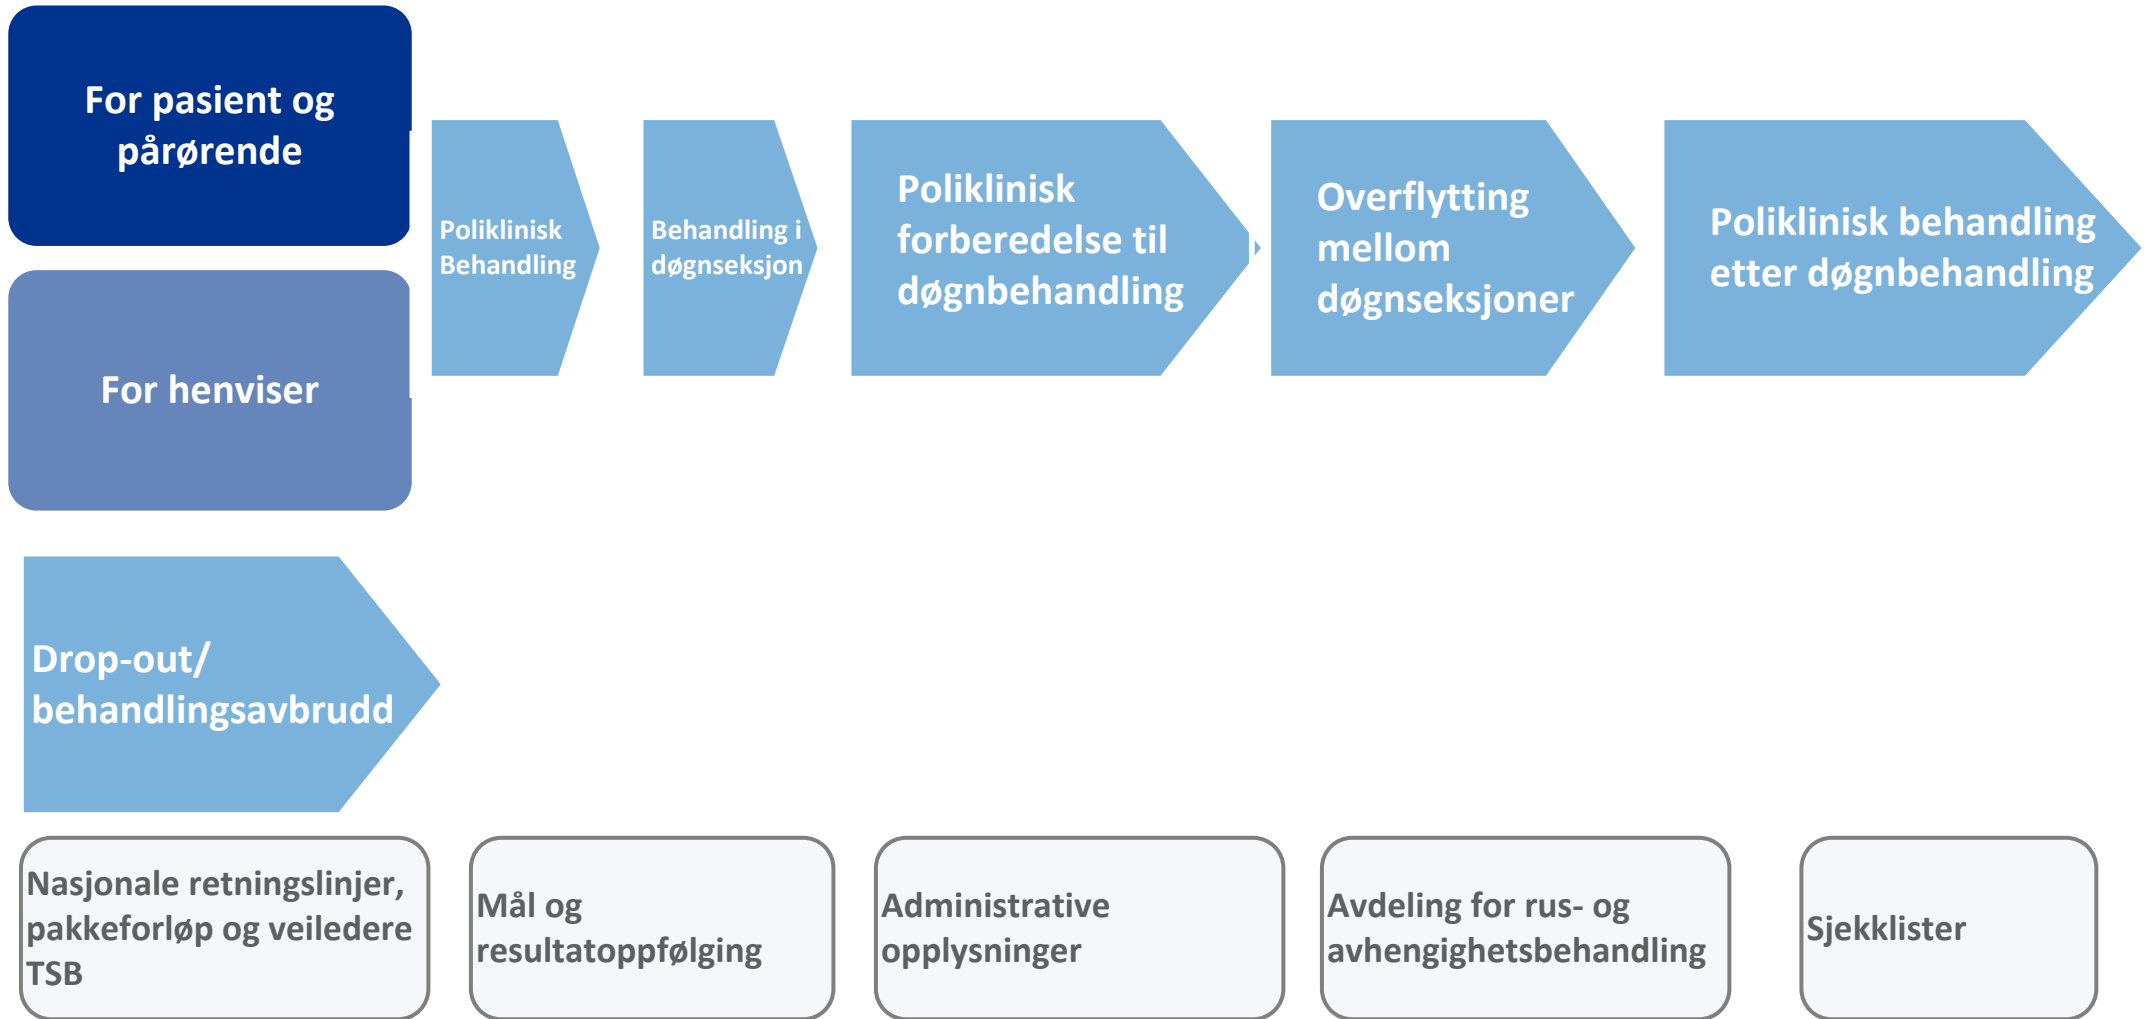 For pasient og
pårørende
For henviser
Poliklinisk
Behandling
Behandling i
døgnseksjon
Poliklinisk
forberedelse til
døgnbehandling
Overflytting
mellom
døgnseksjoner
Poliklinisk behandling
etter døgnbehandling
Drop-out/
behandlingsavbrudd
Nasjonale retningslinjer,
pakkeforløp og veiledere
TSB
Mål og
resultatoppfølging
Administrative
opplysninger
Avdeling for rus- og
avhengighetsbehandling
Sjekklister